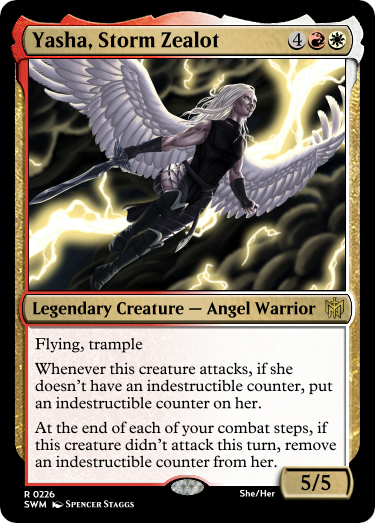 Yasha, Storm Zealot 4
Legendary Creature — Angel Warrior
Flying, trample
Whenever this creature attacks, if she
doesn't have an indestructible counter, put
an indestructible counter on her.
At the end of each of your combat steps, if
this creature didn't attack this turn, remove
an indestructible counter from her.
5/5
R 0226
She/Her
SWM Spencer Staggs